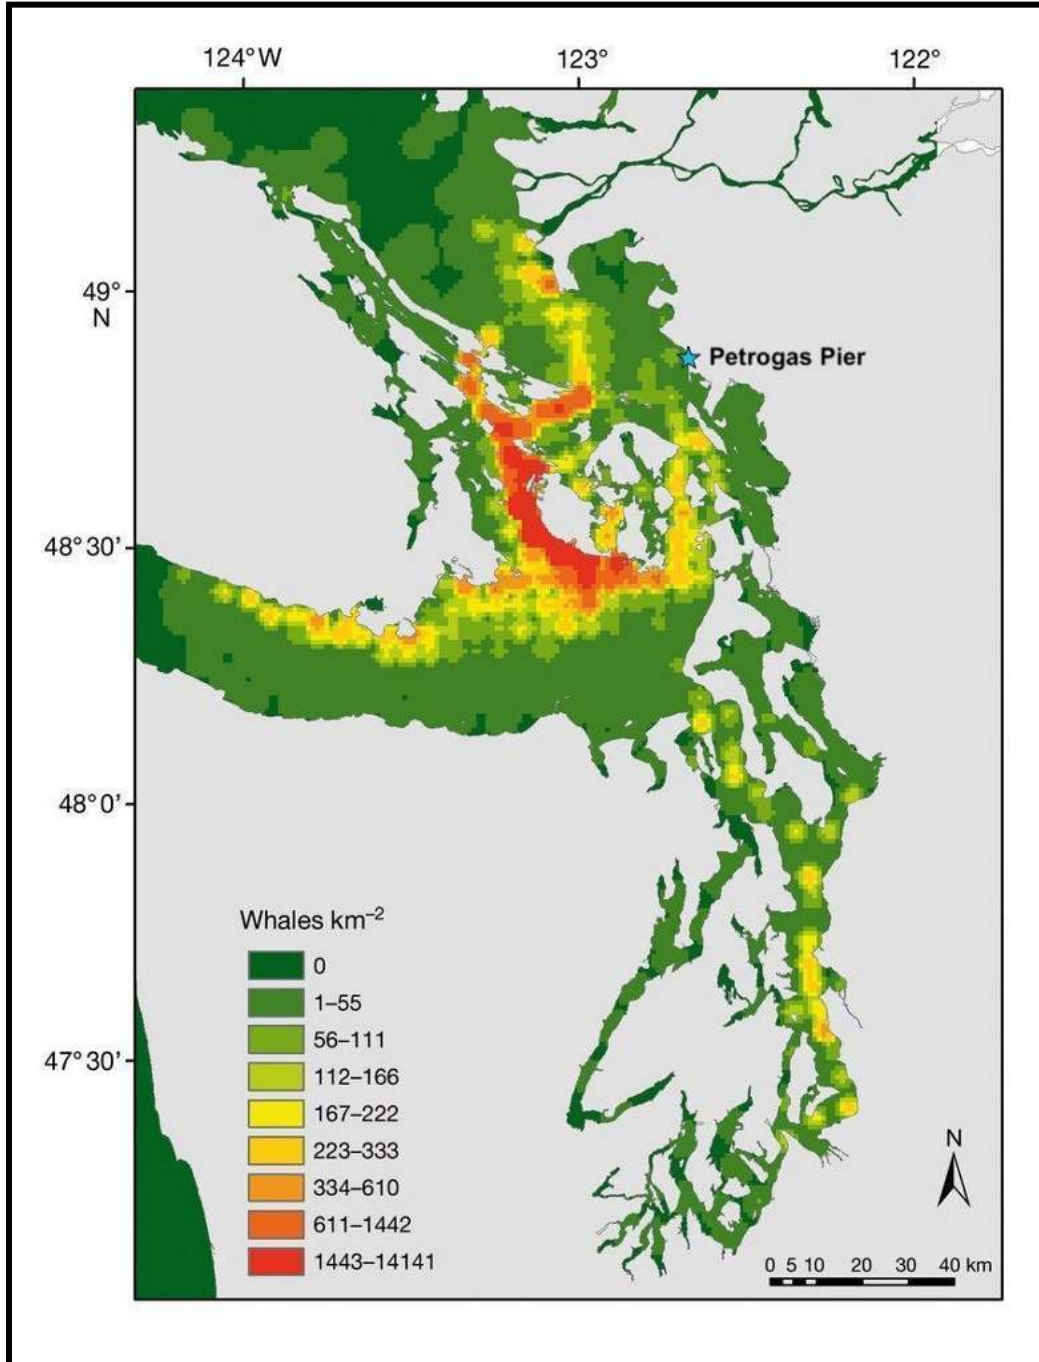 124°W 123° 122°
49°
N
Petrogas Pier
48°30'
48°0'
Whales km⁻²
0
1–55
56–111
112–166
47°30'
167–222
223–333
N
334–610
611–1442
1443–14141
0 5 10 20 30 40 km